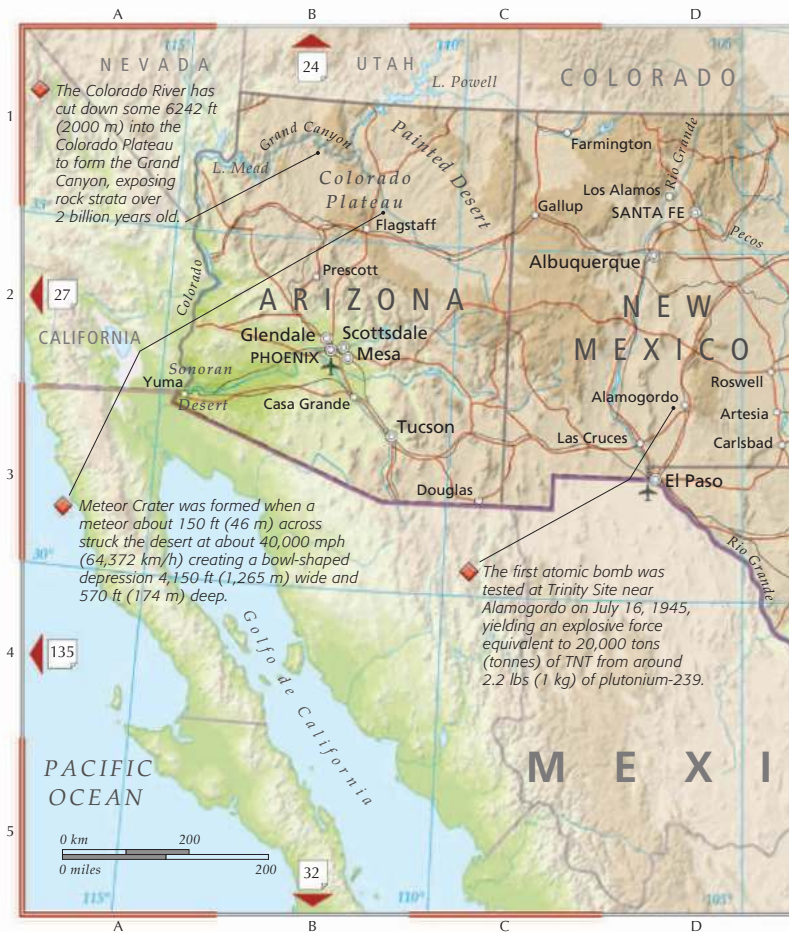 A B C D
115° 110° 105°
NEVADA
UTAH
24
COLORADO
L. Powell
1
The Colorado River has
cut down some 6242 ft
(2000 m) into the
Colorado Plateau
to form the Grand
Canyon, exposing
rock strata over
2 billion years old.
Grand Canyon
L. Mead
Painted Desert
Colorado
Plateau
Farmington
Rio Grande
Los Alamos
SANTA FE
Gallup
Flagstaff
Pecos
35°
Albuquerque
2
27
Colorado
Prescott
ARIZONA
NEW
MEXICO
CALIFORNIA
Glendale
Scottsdale
PHOENIX
Mesa
Sonoran
Desert
Yuma
Casa Grande
Roswell
Alamogordo
Artesia
Tucson
Las Cruces
Carlsbad
3
Douglas
El Paso
Meteor Crater was formed when a
meteor about 150 ft (46 m) across
struck the desert at about 40,000 mph
(64,372 km/h) creating a bowl-shaped
depression 4,150 ft (1,265 m) wide and
570 ft (174 m) deep.
30°
Rio Grande
The first atomic bomb was
tested at Trinity Site near
Alamogordo on July 16, 1945,
yielding an explosive force
equivalent to 20,000 tons
(tonnes) of TNT from around
2.2 lbs (1 kg) of plutonium-239.
4
135
Golfo de California
PACIFIC
OCEAN
MEXI
5
0 km 200
0 miles 200
32
115° 110° 105°
A B C D